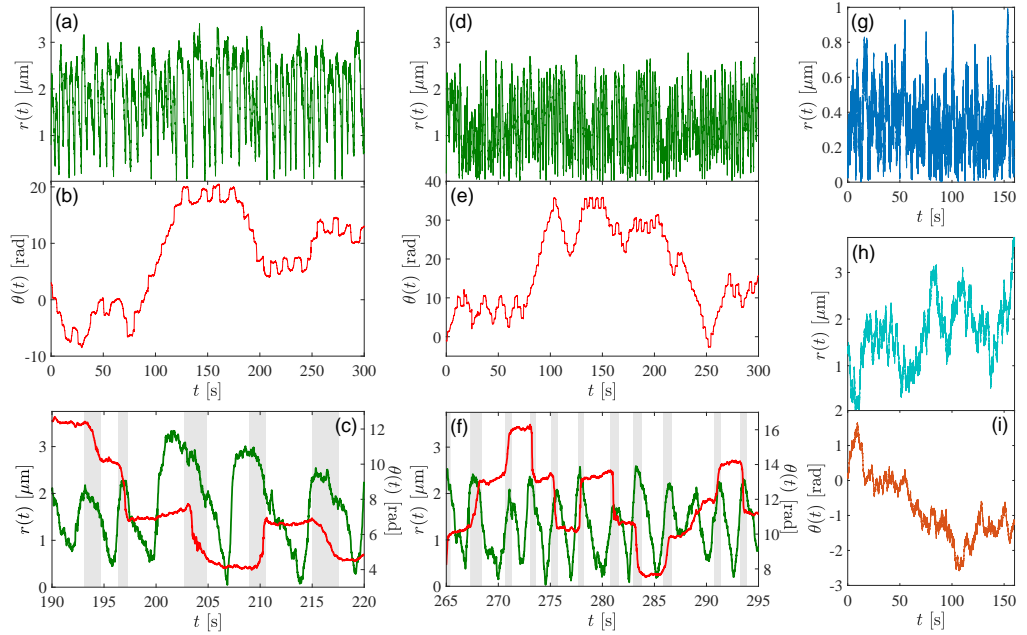 (a)
r(t) [μm]
3
2
1
(b)
θ(t) [rad]
20
10
0
-10
0 50 100 150 200 250 300
t [s]
(c)
r(t) [μm]
3
2
1
0
12
10
8
6
4
θ(t) [rad]
190 195 200 205 210 215 220
t [s]
(d)
r(t) [μm]
3
2
1
(e)
θ(t) [rad]
40
30
20
10
0
0 50 100 150 200 250 300
t [s]
(f)
r(t) [μm]
3
2
1
0
16
14
12
10
8
θ(t) [rad]
265 270 275 280 285 290 295
t [s]
(g)
r(t) [μm]
1
0.8
0.6
0.4
0.2
0
0 50 100 150
t [s]
(h)
r(t) [μm]
3
2
1
(i)
θ(t) [rad]
2
1
0
-1
-2
-3
0 50 100 150
t [s]